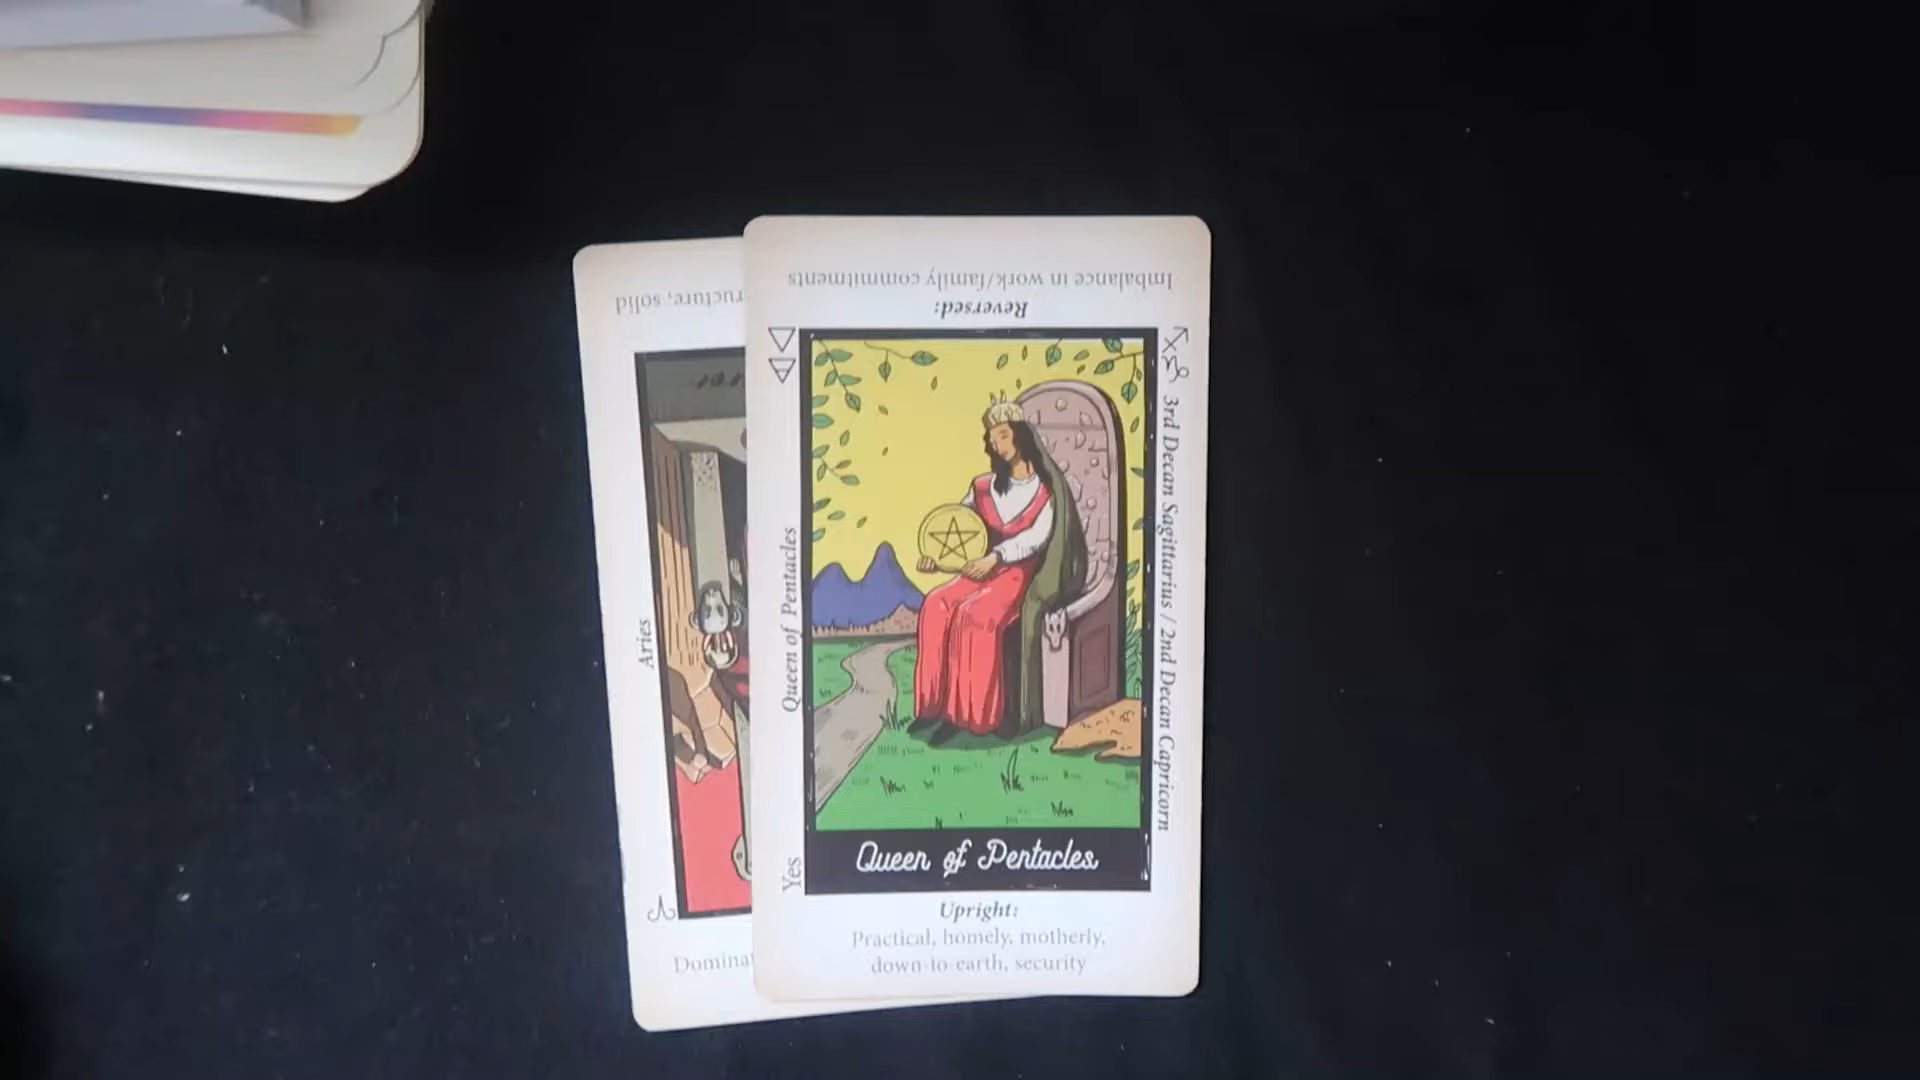 Imbalance in work/family commitments
Reversed:
Queen of Pentacles
Yes
3rd Decan Sagittarius / 2nd Decan Capricorn
Queen of Pentacles
Upright:
Practical, homely, motherly,
down-to-earth, security
ructure, solid
Aries
Dominat